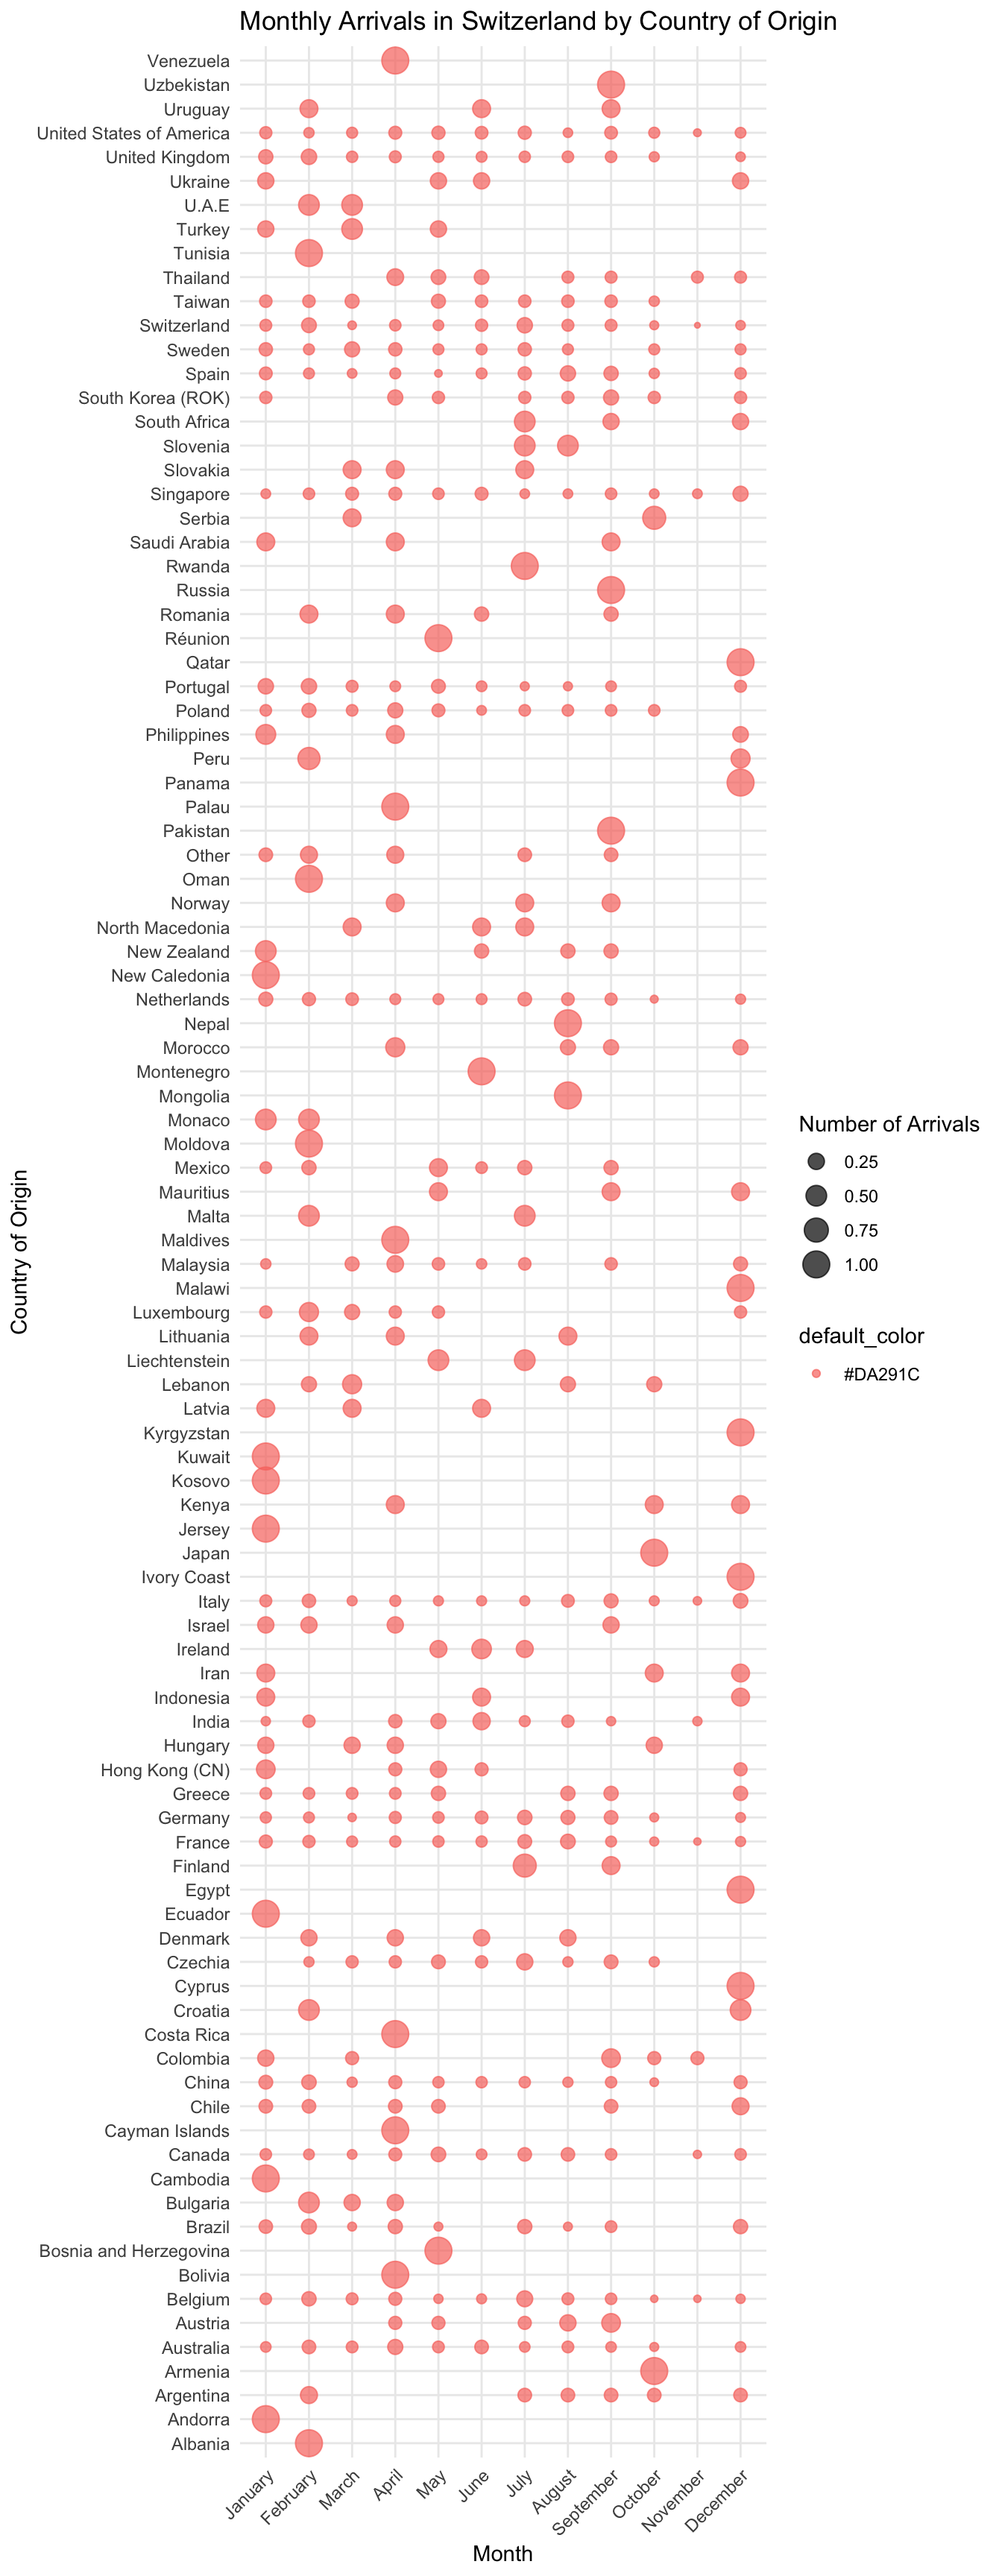 Monthly Arrivals in Switzerland by Country of Origin
Venezuela
Uzbekistan
Uruguay
United States of America
United Kingdom
Ukraine
U.A.E
Turkey
Tunisia
Thailand
Taiwan
Switzerland
Sweden
Spain
South Korea (ROK)
South Africa
Slovenia
Slovakia
Singapore
Serbia
Saudi Arabia
Rwanda
Russia
Romania
Réunion
Qatar
Portugal
Poland
Philippines
Peru
Panama
Palau
Pakistan
Other
Oman
Norway
North Macedonia
New Zealand
New Caledonia
Netherlands
Nepal
Morocco
Montenegro
Mongolia
Monaco
Moldova
Mexico
Mauritius
Malta
Maldives
Malaysia
Malawi
Luxembourg
Lithuania
Liechtenstein
Lebanon
Latvia
Kyrgyzstan
Kuwait
Kosovo
Kenya
Jersey
Japan
Ivory Coast
Italy
Israel
Ireland
Iran
Indonesia
India
Hungary
Hong Kong (CN)
Greece
Germany
France
Finland
Egypt
Ecuador
Denmark
Czechia
Cyprus
Croatia
Costa Rica
Colombia
China
Chile
Cayman Islands
Canada
Cambodia
Bulgaria
Brazil
Bosnia and Herzegovina
Bolivia
Belgium
Austria
Australia
Armenia
Argentina
Andorra
Albania
Country of Origin
January
February
March
April
May
June
July
August
September
October
November
December
Month
Number of Arrivals
0.25
0.50
0.75
1.00
default_color
#DA291C